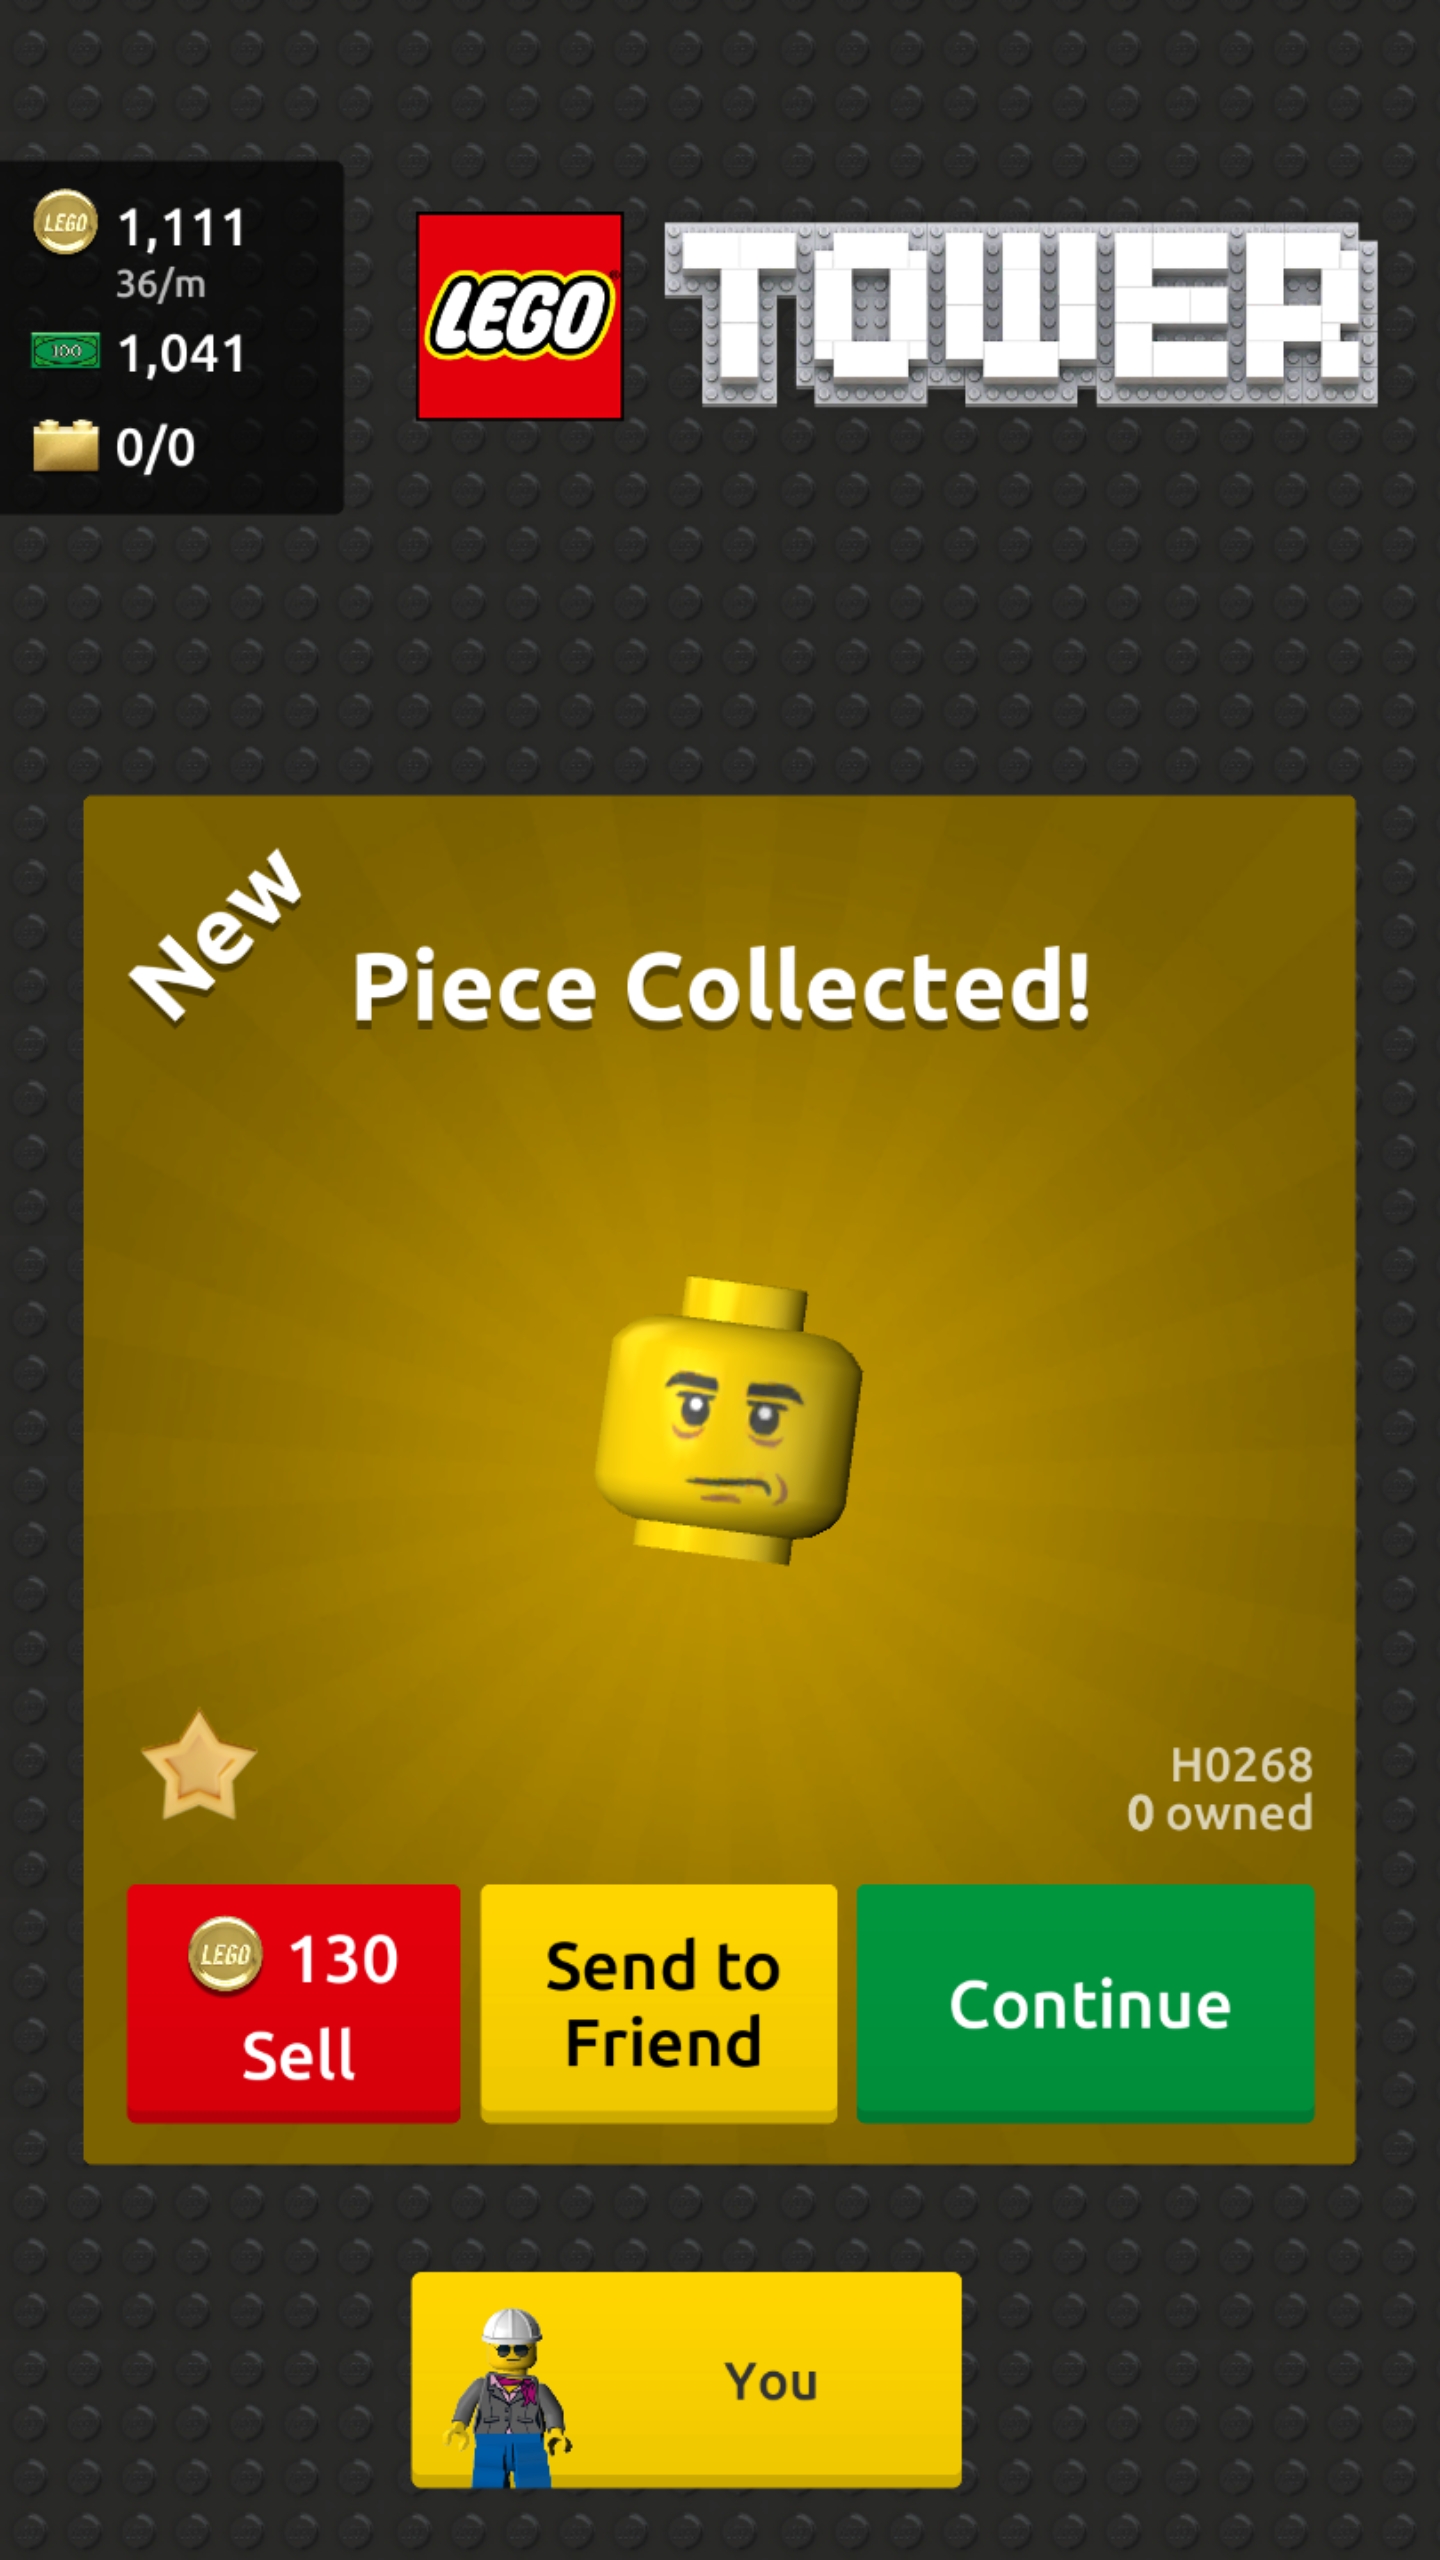 LEGO 1,111
36/m
100 1,041
0/0
LEGO®
TOWER
New
Piece Collected!
H0268
0 owned
LEGO 130
Sell
Send to
Friend
Continue
You